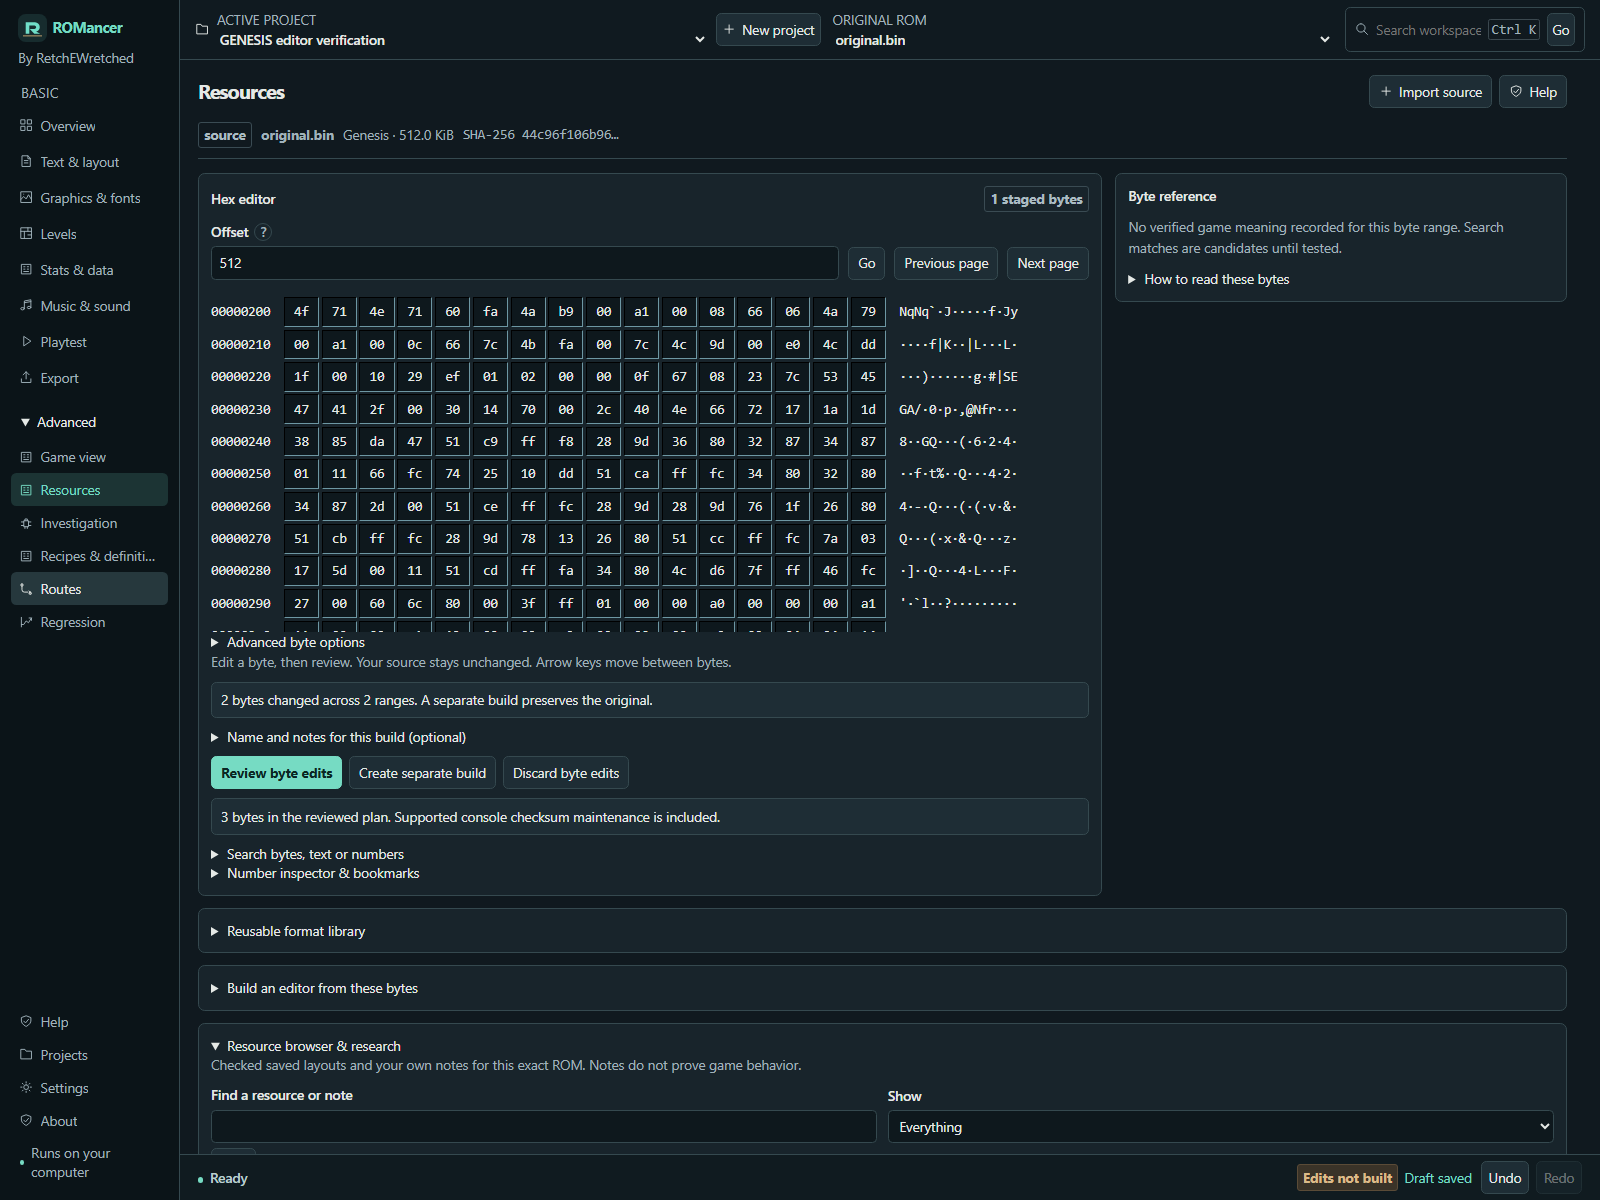 ROMancer
By RetchEWretched
BASIC
Overview
Text & layout
Graphics & fonts
Levels
Stats & data
Music & sound
Playtest
Export
▼ Advanced
Game view
Resources
Investigation
Recipes & definiti...
Routes
Regression
Help
Projects
Settings
About
Runs on your
computer
ACTIVE PROJECT
GENESIS editor verification
+ New project
ORIGINAL ROM
original.bin
Search workspace Ctrl K Go
Resources
+ Import source
Help
source original.bin Genesis · 512.0 KiB SHA-256 44c96f106b96…
Hex editor
1 staged bytes
Offset ?
512 Go Previous page Next page
00000200 4f 71 4e 71 60 fa 4a b9 00 a1 00 08 66 06 4a 79 NqNq`·J·····f·Jy
00000210 00 a1 00 0c 66 7c 4b fa 00 7c 4c 9d 00 e0 4c dd ····f|K··|L···L·
00000220 1f 00 10 29 ef 01 02 00 00 0f 67 08 23 7c 53 45 ···)······g·#|SE
00000230 47 41 2f 00 30 14 70 00 2c 40 4e 66 72 17 1a 1d GA/·0·p·,@Nfr···
00000240 38 85 da 47 51 c9 ff f8 28 9d 36 80 32 87 34 87 8··GQ···(·6·2·4·
00000250 01 11 66 fc 74 25 10 dd 51 ca ff fc 34 80 32 80 ··f·t%··Q···4·2·
00000260 34 87 2d 00 51 ce ff fc 28 9d 28 9d 76 1f 26 80 4·-·Q···(·(·v·&·
00000270 51 cb ff fc 28 9d 78 13 26 80 51 cc ff fc 7a 03 Q···(·x·&·Q···z·
00000280 17 5d 00 11 51 cd ff fa 34 80 4c d6 7f ff 46 fc ·]··Q···4·L···F·
00000290 27 00 60 6c 80 00 3f ff 01 00 00 a0 00 00 00 a1 '·`l··?·········
▶ Advanced byte options
Edit a byte, then review. Your source stays unchanged. Arrow keys move between bytes.
2 bytes changed across 2 ranges. A separate build preserves the original.
▶ Name and notes for this build (optional)
Review byte edits Create separate build Discard byte edits
3 bytes in the reviewed plan. Supported console checksum maintenance is included.
▶ Search bytes, text or numbers
▶ Number inspector & bookmarks
Byte reference
No verified game meaning recorded for this byte range. Search
matches are candidates until tested.
▶ How to read these bytes
▶ Reusable format library
▶ Build an editor from these bytes
▼ Resource browser & research
Checked saved layouts and your own notes for this exact ROM. Notes do not prove game behavior.
Find a resource or note
Show
Everything
Ready
Edits not built Draft saved Undo Redo